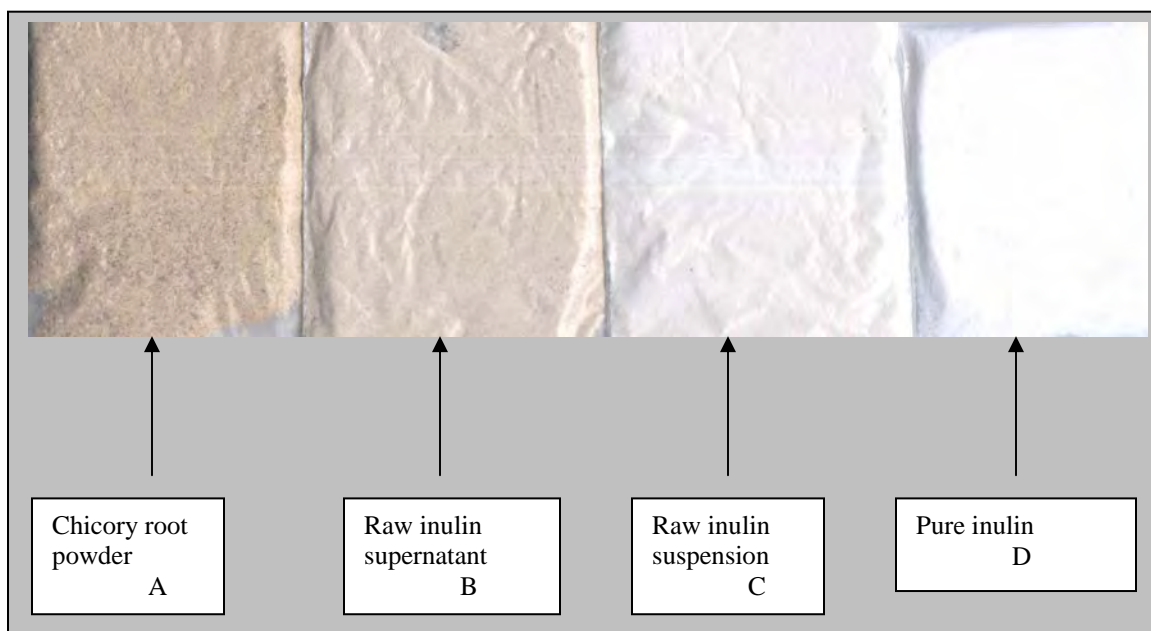 Chicory root
powder
A
Raw inulin
supernatant
B
Raw inulin
suspension
C
Pure inulin
D